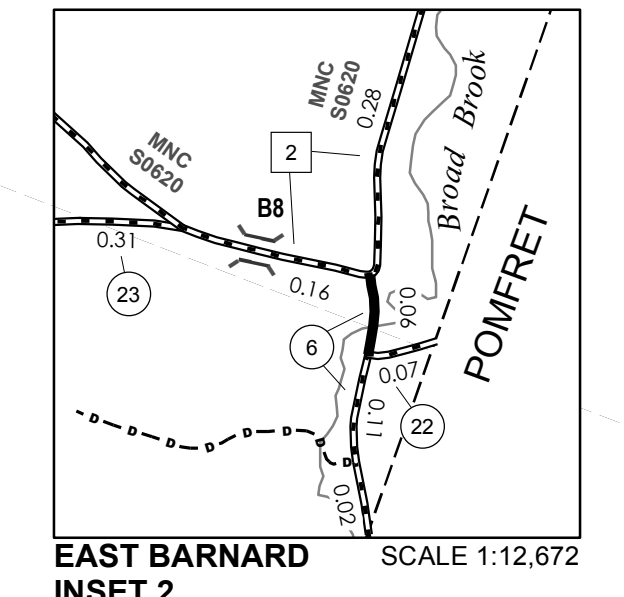 MNC
S0620
0.28
Broad Brook
MNC
S0620
2
B8
POMFRET
0.31
23
0.16
0.06
6
0.07
22
0.11
D D D D D D D D
0.02
EAST BARNARD
SCALE 1:12,672
INSET 2